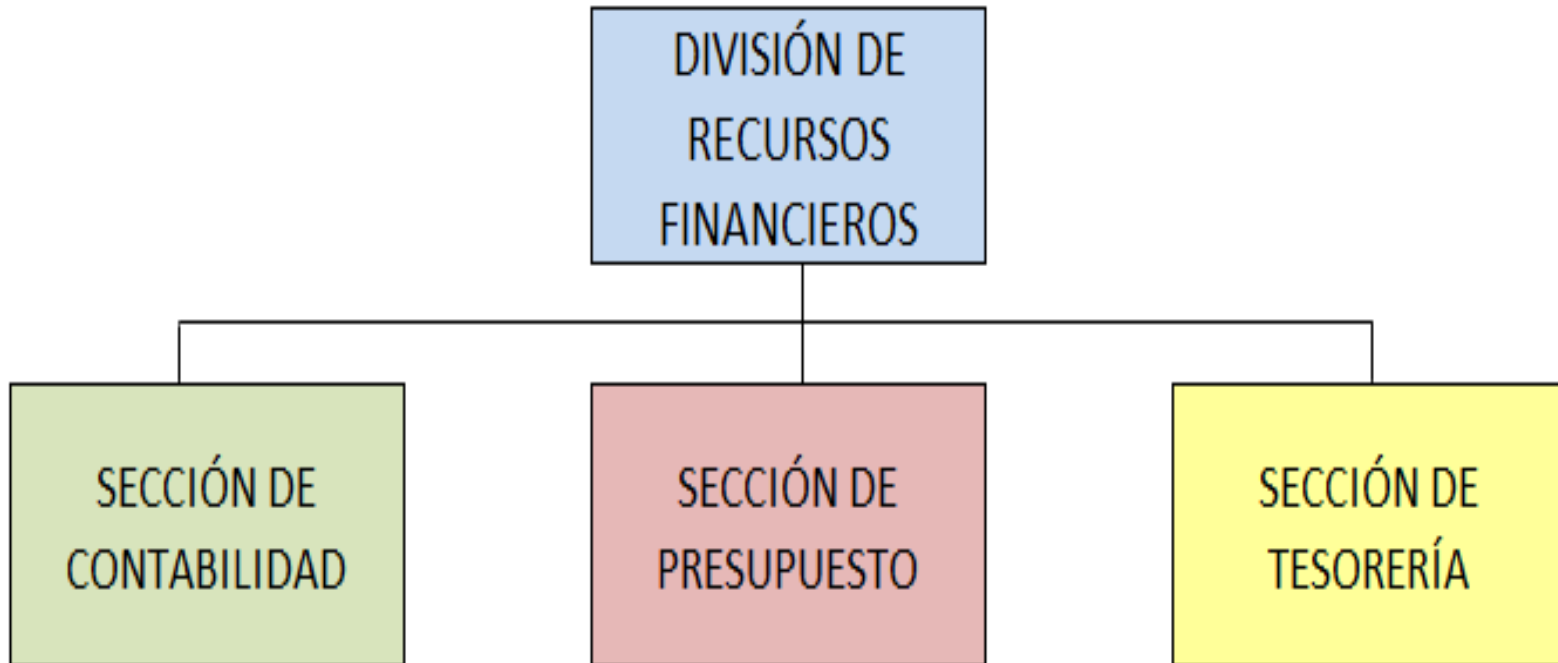 DIVISIÓN DE
RECURSOS
FINANCIEROS
SECCIÓN DE
CONTABILIDAD
SECCIÓN DE
PRESUPUESTO
SECCIÓN DE
TESORERÍA